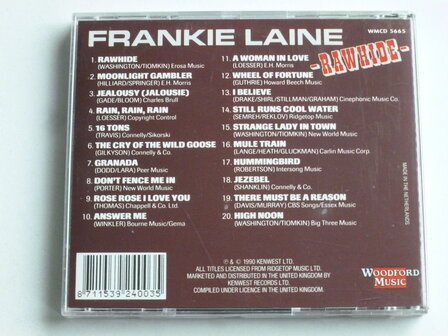 FRANKIE LAINE
WMCD 5665
- RAWHIDE -
1. RAWHIDE
(WASHINGTON/TIOMKIN) Erosa Music
2. MOONLIGHT GAMBLER
(HILLIARD/SPRINGER) E.H. Morris
3. JEALOUSY (JALOUSIE)
(GADE/BLOOM) Charles Brull
4. RAIN, RAIN, RAIN
(LOESSER) Copyright Control
5. 16 TONS
(TRAVIS) Connelly/Sikorski
6. THE CRY OF THE WILD GOOSE
(GILKYSON) Connelly & Co.
7. GRANADA
(DODD/LARA) Peer Music
8. DON'T FENCE ME IN
(PORTER) New World Music
9. ROSE ROSE I LOVE YOU
(THOMAS) Chappell & Co. Ltd.
10. ANSWER ME
(WINKLER) Bourne Music/Gema
11. A WOMAN IN LOVE
(LOESSER) E.H. Morris
12. WHEEL OF FORTUNE
(GUTHRIE) Howard Beech Music
13. I BELIEVE
(DRAKE/SHIRL/STILLMAN/GRAHAM) Cinephonic Music Co.
14. STILL RUNS COOL WATER
(SEMREH/REKLOV) Ridgetop Music
15. STRANGE LADY IN TOWN
(WASHINGTON/TIOMKIN) New World Music
16. MULE TRAIN
(LANGE/HEATH/GLUCKMAN) Carlin Music Corp.
17. HUMMINGBIRD
(ROBERTSON) Intersong Music
18. JEZEBEL
(SHANKLIN) Connelly & Co.
19. THERE MUST BE A REASON
(DAVIS/MURRAY) CBS Songs/Essex Music
20. HIGH NOON
(WASHINGTON/TIOMKIN) Big Three Music
MADE IN THE NETHERLANDS
8 711539 240035
℗ & © 1990 KENWEST LTD.
ALL TITLES LICENSED FROM RIDGETOP MUSIC LTD.
MARKETED AND DISTRIBUTED IN THE UNITED KINGDOM BY
KENWEST RECORDS LTD.
COMPILED UNDER LICENCE IN THE UNITED KINGDOM.
WOODFORD
MUSIC